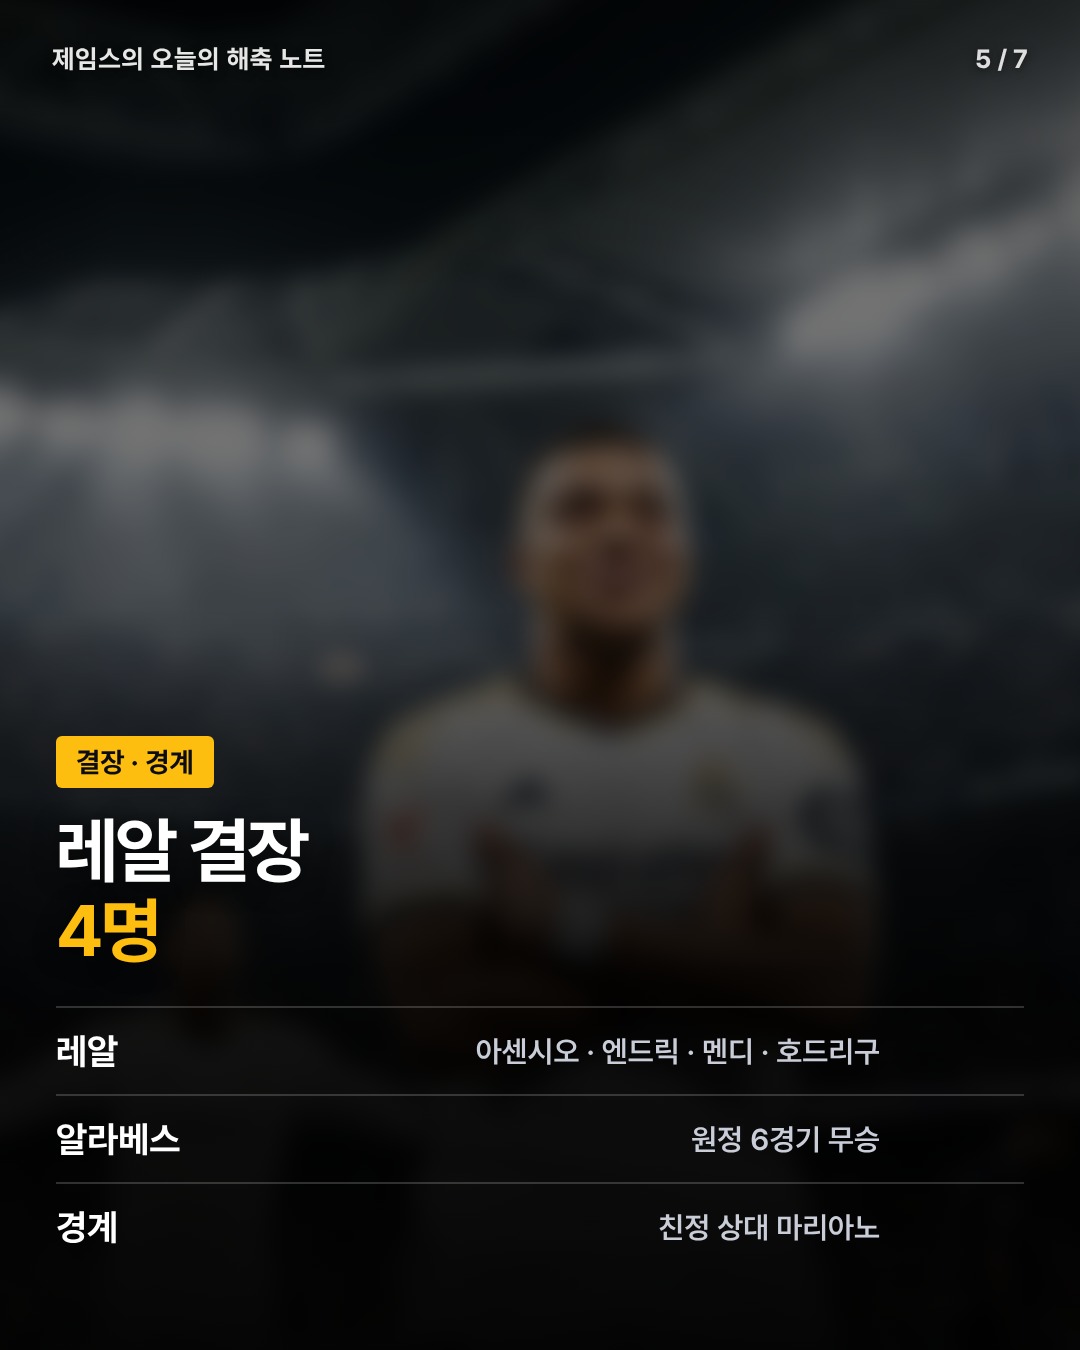 제임스의 오늘의 해축 노트
5 / 7
결장 · 경계
레알 결장
4명
레알
아센시오 · 엔드릭 · 멘디 · 호드리구
알라베스
원정 6경기 무승
경계
친정 상대 마리아노